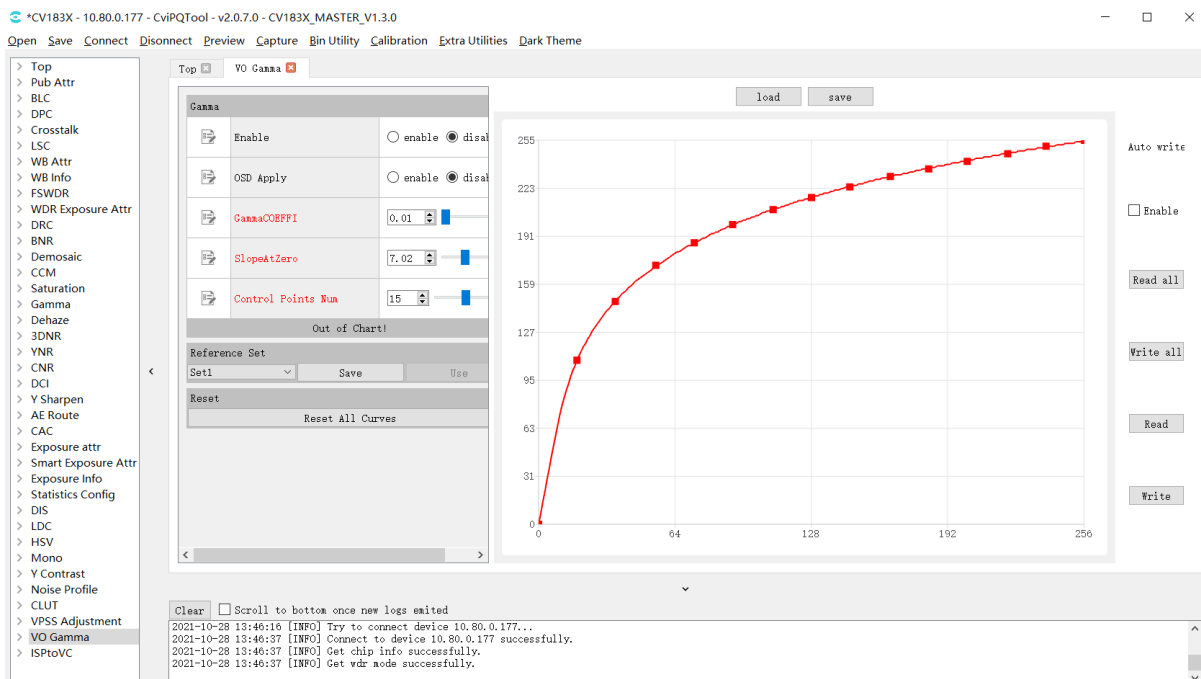 *CV183X - 10.80.0.177 - CviPQTool - v2.0.7.0 - CV183X_MASTER_V1.3.0
Open Save Connect Disonnect Preview Capture Bin Utility Calibration Extra Utilities Dark Theme
Top
Pub Attr
BLC
DPC
Crosstalk
LSC
WB Attr
WB Info
FSWDR
WDR Exposure Attr
DRC
BNR
Demosaic
CCM
Saturation
Gamma
Dehaze
3DNR
YNR
CNR
DCI
Y Sharpen
AE Route
CAC
Exposure attr
Smart Exposure Attr
Exposure Info
Statistics Config
DIS
LDC
HSV
Mono
Y Contrast
Noise Profile
CLUT
VPSS Adjustment
VO Gamma
ISPtoVC
Top VO Gamma
Gamma
Enable enable disal
OSD Apply enable disal
GammaCOEFFI 0.01
SlopeAtZero 7.02
Control Points Num 15
Out of Chart!
Reference Set
Set1 Save Use
Reset
Reset All Curves
load save
255
223
191
159
127
95
63
31
0
0 64 128 192 256
Auto write
Enable
Read all
Write all
Read
Write
Clear Scroll to bottom once new logs emited
2021-10-28 13:46:16 [INFO] Try to connect device 10.80.0.177...
2021-10-28 13:46:37 [INFO] Connect to device 10.80.0.177 successfully.
2021-10-28 13:46:37 [INFO] Get chip info successfully.
2021-10-28 13:46:37 [INFO] Get wdr mode successfully.